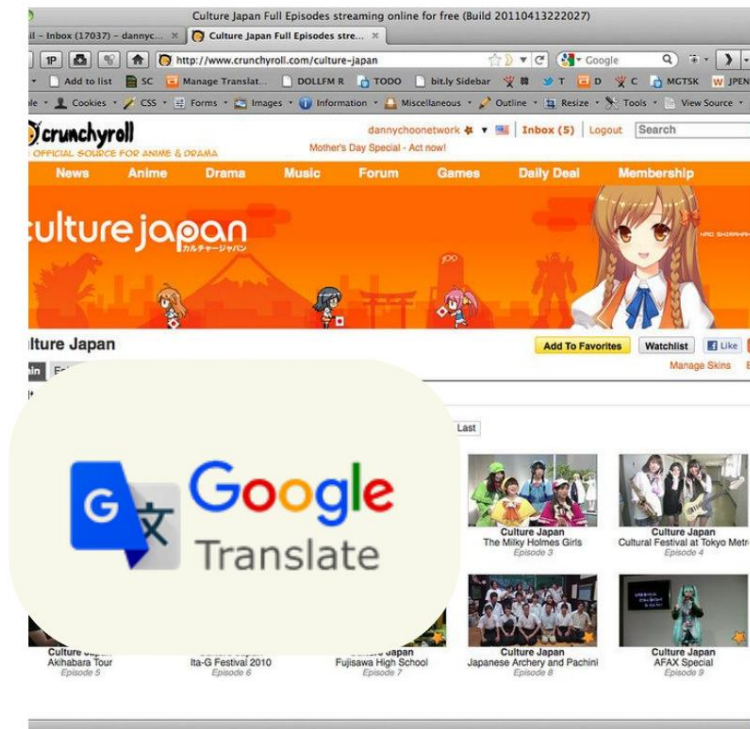 Culture Japan Full Episodes streaming online for free (Build 20110413222027)
il – Inbox (17037) – dannyc...
Culture Japan Full Episodes stre...
1P
http://www.crunchyroll.com/culture-japan
Google
Add to list SC Manage Translat... DOLLFM R TODO bit.ly Sidebar T D C MGTSK JPEN
Cookies CSS Forms Images Information Miscellaneous Outline Resize Tools View Source
crunchyroll
OFFICIAL SOURCE FOR ANIME & DRAMA
dannychoonetwork Inbox (5) Logout Search
Mother's Day Special - Act now!
News Anime Drama Music Forum Games Daily Deal Membership
culture japan
カルチャージャパン
lture Japan
Add To Favorites Watchlist Like
Manage Skins
Last
G 文 Google
Translate
Culture Japan
The Milky Holmes Girls
Episode 3
Culture Japan
Cultural Festival at Tokyo Metr
Episode 4
Akihabara Tour
Episode 5
Ita-G Festival 2010
Episode 6
Fujisawa High School
Episode 7
Culture Japan
Japanese Archery and Pachini
Episode 8
Culture Japan
AFAX Special
Episode 9